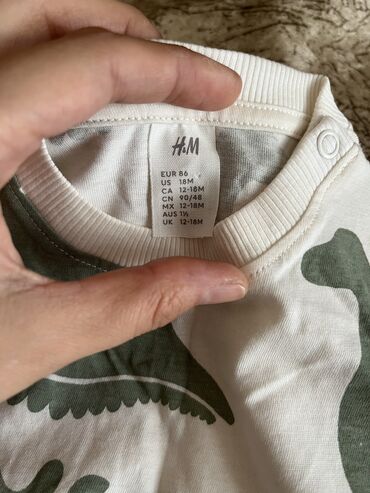 H&M
EUR 86
US 18M
CA 12-18M
CN 90/48
MX 12-18M
AUS 1½
UK 12-18M